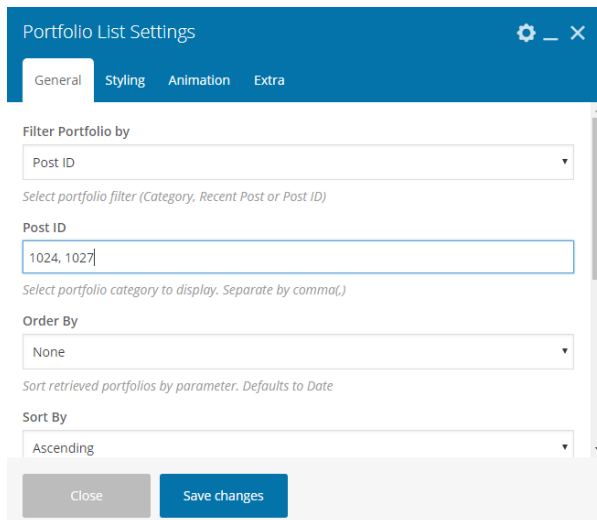 Portfolio List Settings
General Styling Animation Extra
Filter Portfolio by
Post ID
Select portfolio filter (Category, Recent Post or Post ID)
Post ID
1024, 1027
Select portfolio category to display. Separate by comma(,)
Order By
None
Sort retrieved portfolios by parameter. Defaults to Date
Sort By
Ascending
Close Save changes